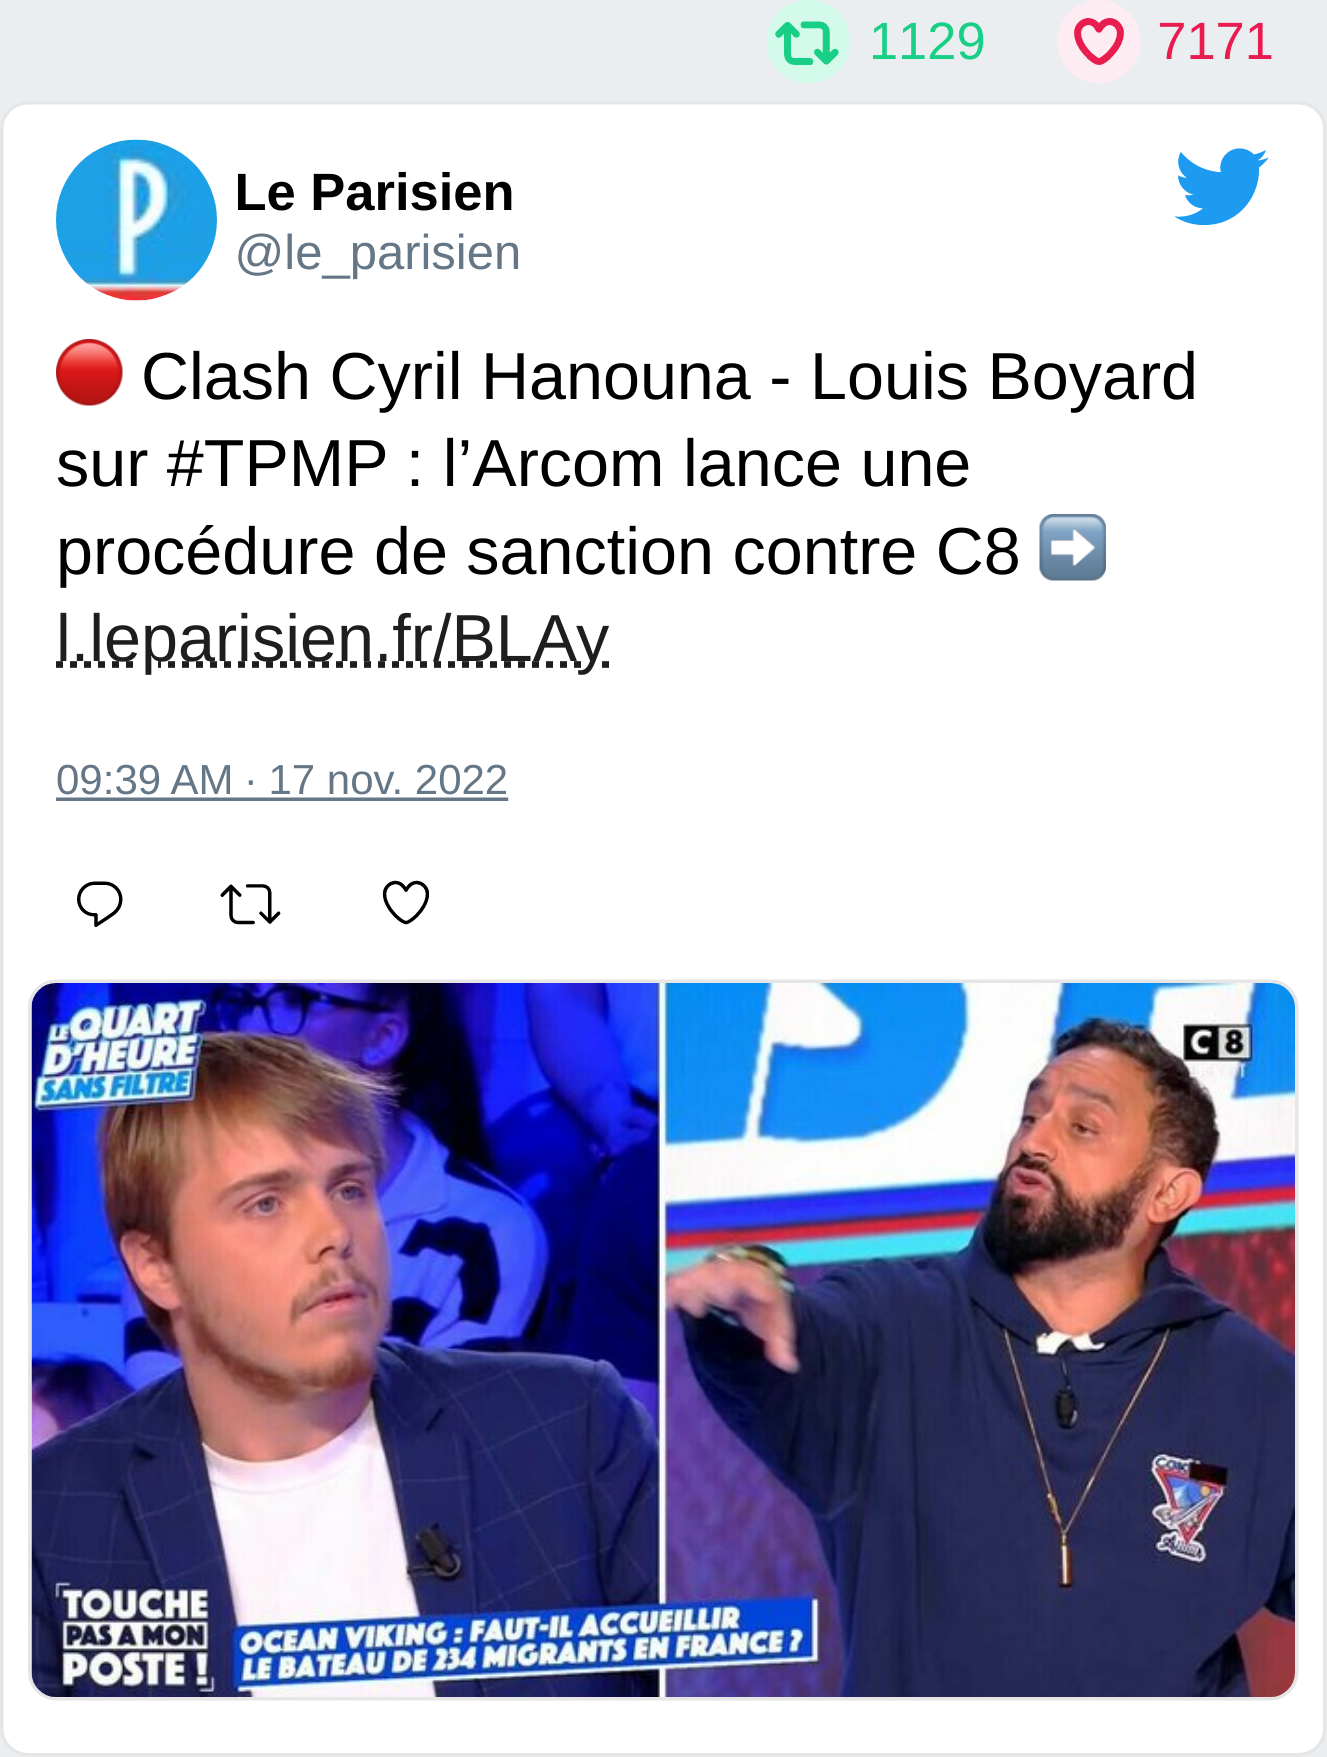 1129 7171
Le Parisien
@le_parisien
🔴 Clash Cyril Hanouna - Louis Boyard
sur #TPMP : l’Arcom lance une
procédure de sanction contre C8 ➡️
l.leparisien.fr/BLAy
09:39 AM · 17 nov. 2022
LE QUART
D'HEURE
SANS FILTRE
C8
TOUCHE
PAS A MON
POSTE !
OCEAN VIKING : FAUT-IL ACCUEILLIR
LE BATEAU DE 234 MIGRANTS EN FRANCE ?